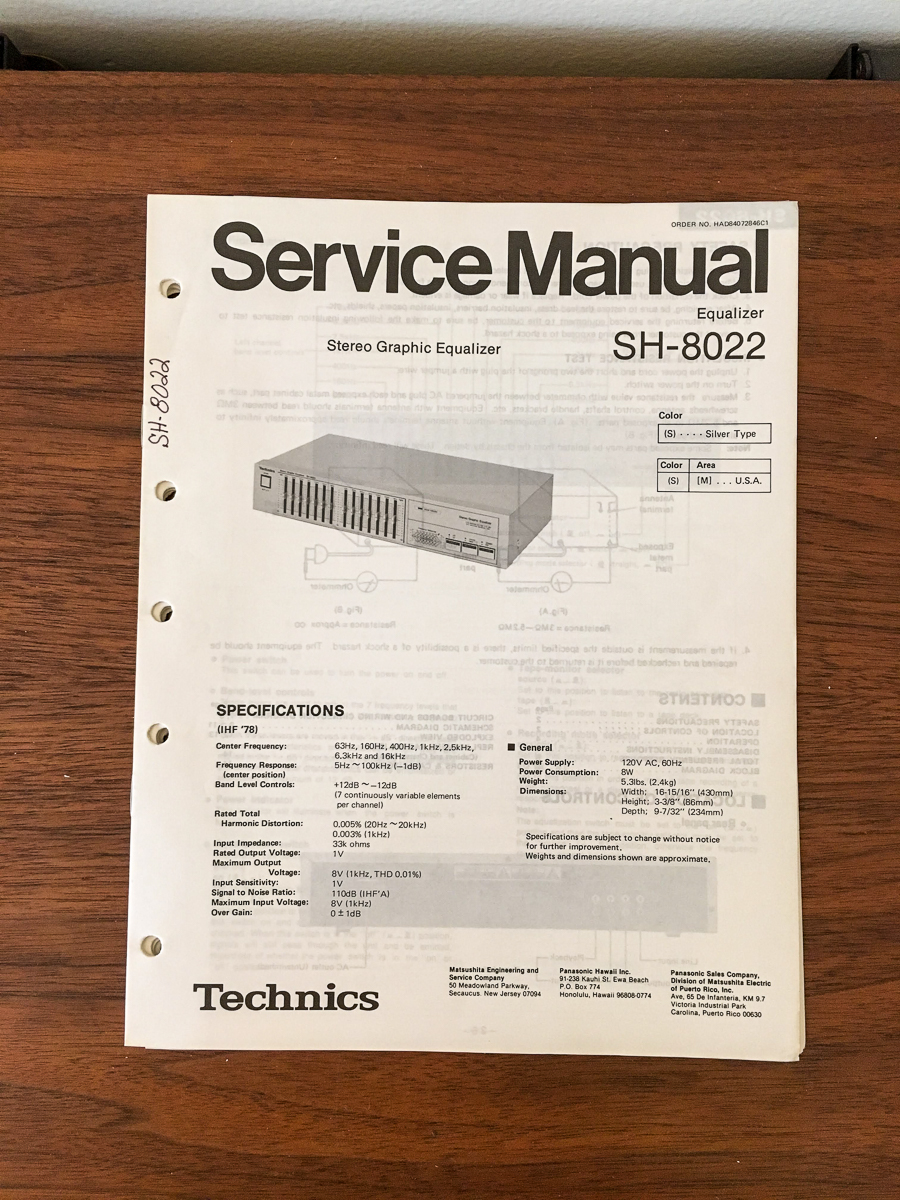 ORDER NO. HAD84072846C1
Service Manual
Equalizer
SH-8022
Stereo Graphic Equalizer
SH-8022
Color
(S) ···· Silver Type
Color Area
(S) [M] ... U.S.A.
Technics
Stereo Graphic Equalizer
SPECIFICATIONS
(IHF '78)
Center Frequency: 63Hz, 160Hz, 400Hz, 1kHz, 2.5kHz,
6.3kHz and 16kHz
Frequency Response: 5Hz~100kHz (−1dB)
(center position)
Band Level Controls: +12dB~−12dB
(7 continuously variable elements
per channel)
Rated Total
Harmonic Distortion: 0.005% (20Hz~20kHz)
0.003% (1kHz)
Input Impedance: 33k ohms
Rated Output Voltage: 1V
Maximum Output
Voltage: 8V (1kHz, THD 0.01%)
Input Sensitivity: 1V
Signal to Noise Ratio: 110dB (IHF'A)
Maximum Input Voltage: 8V (1kHz)
Over Gain: 0 ± 1dB
■ General
Power Supply: 120V AC, 60Hz
Power Consumption: 8W
Weight: 5.3lbs. (2.4kg)
Dimensions: Width; 16-15/16" (430mm)
Height; 3-3/8" (86mm)
Depth; 9-7/32" (234mm)
Specifications are subject to change without notice
for further improvement.
Weights and dimensions shown are approximate.
Technics
Matsushita Engineering and
Service Company
50 Meadowland Parkway,
Secaucus. New Jersey 07094
Panasonic Hawaii Inc.
91-238 Kauhi St. Ewa Beach
P.O. Box 774
Honolulu, Hawaii 96808-0774
Panasonic Sales Company,
Division of Matsushita Electric
of Puerto Rico, Inc.
Ave, 65 De Infanteria, KM 9.7
Victoria Industrial Park
Carolina, Puerto Rico 00630